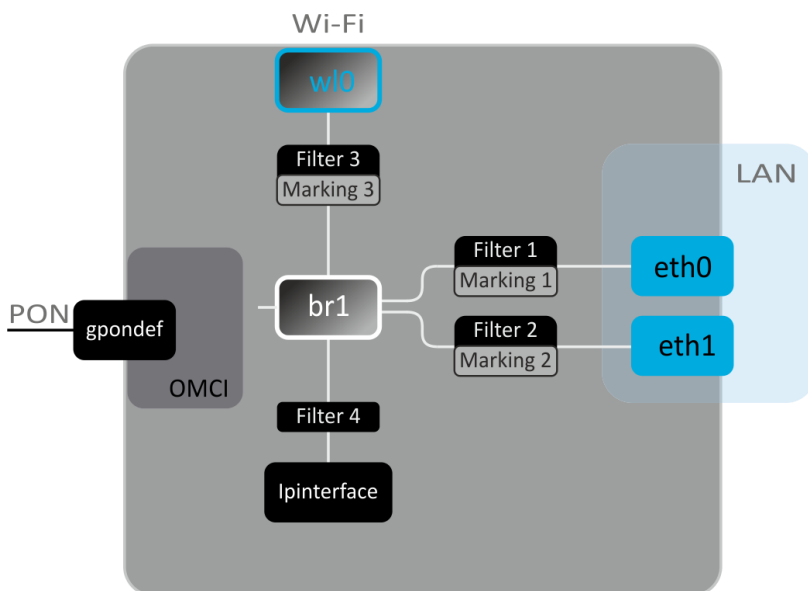 Wi-Fi
wl0
Filter 3
Marking 3
LAN
Filter 1
Marking 1
eth0
br1
PON
gpondef
Filter 2
Marking 2
eth1
OMCI
Filter 4
Ipinterface